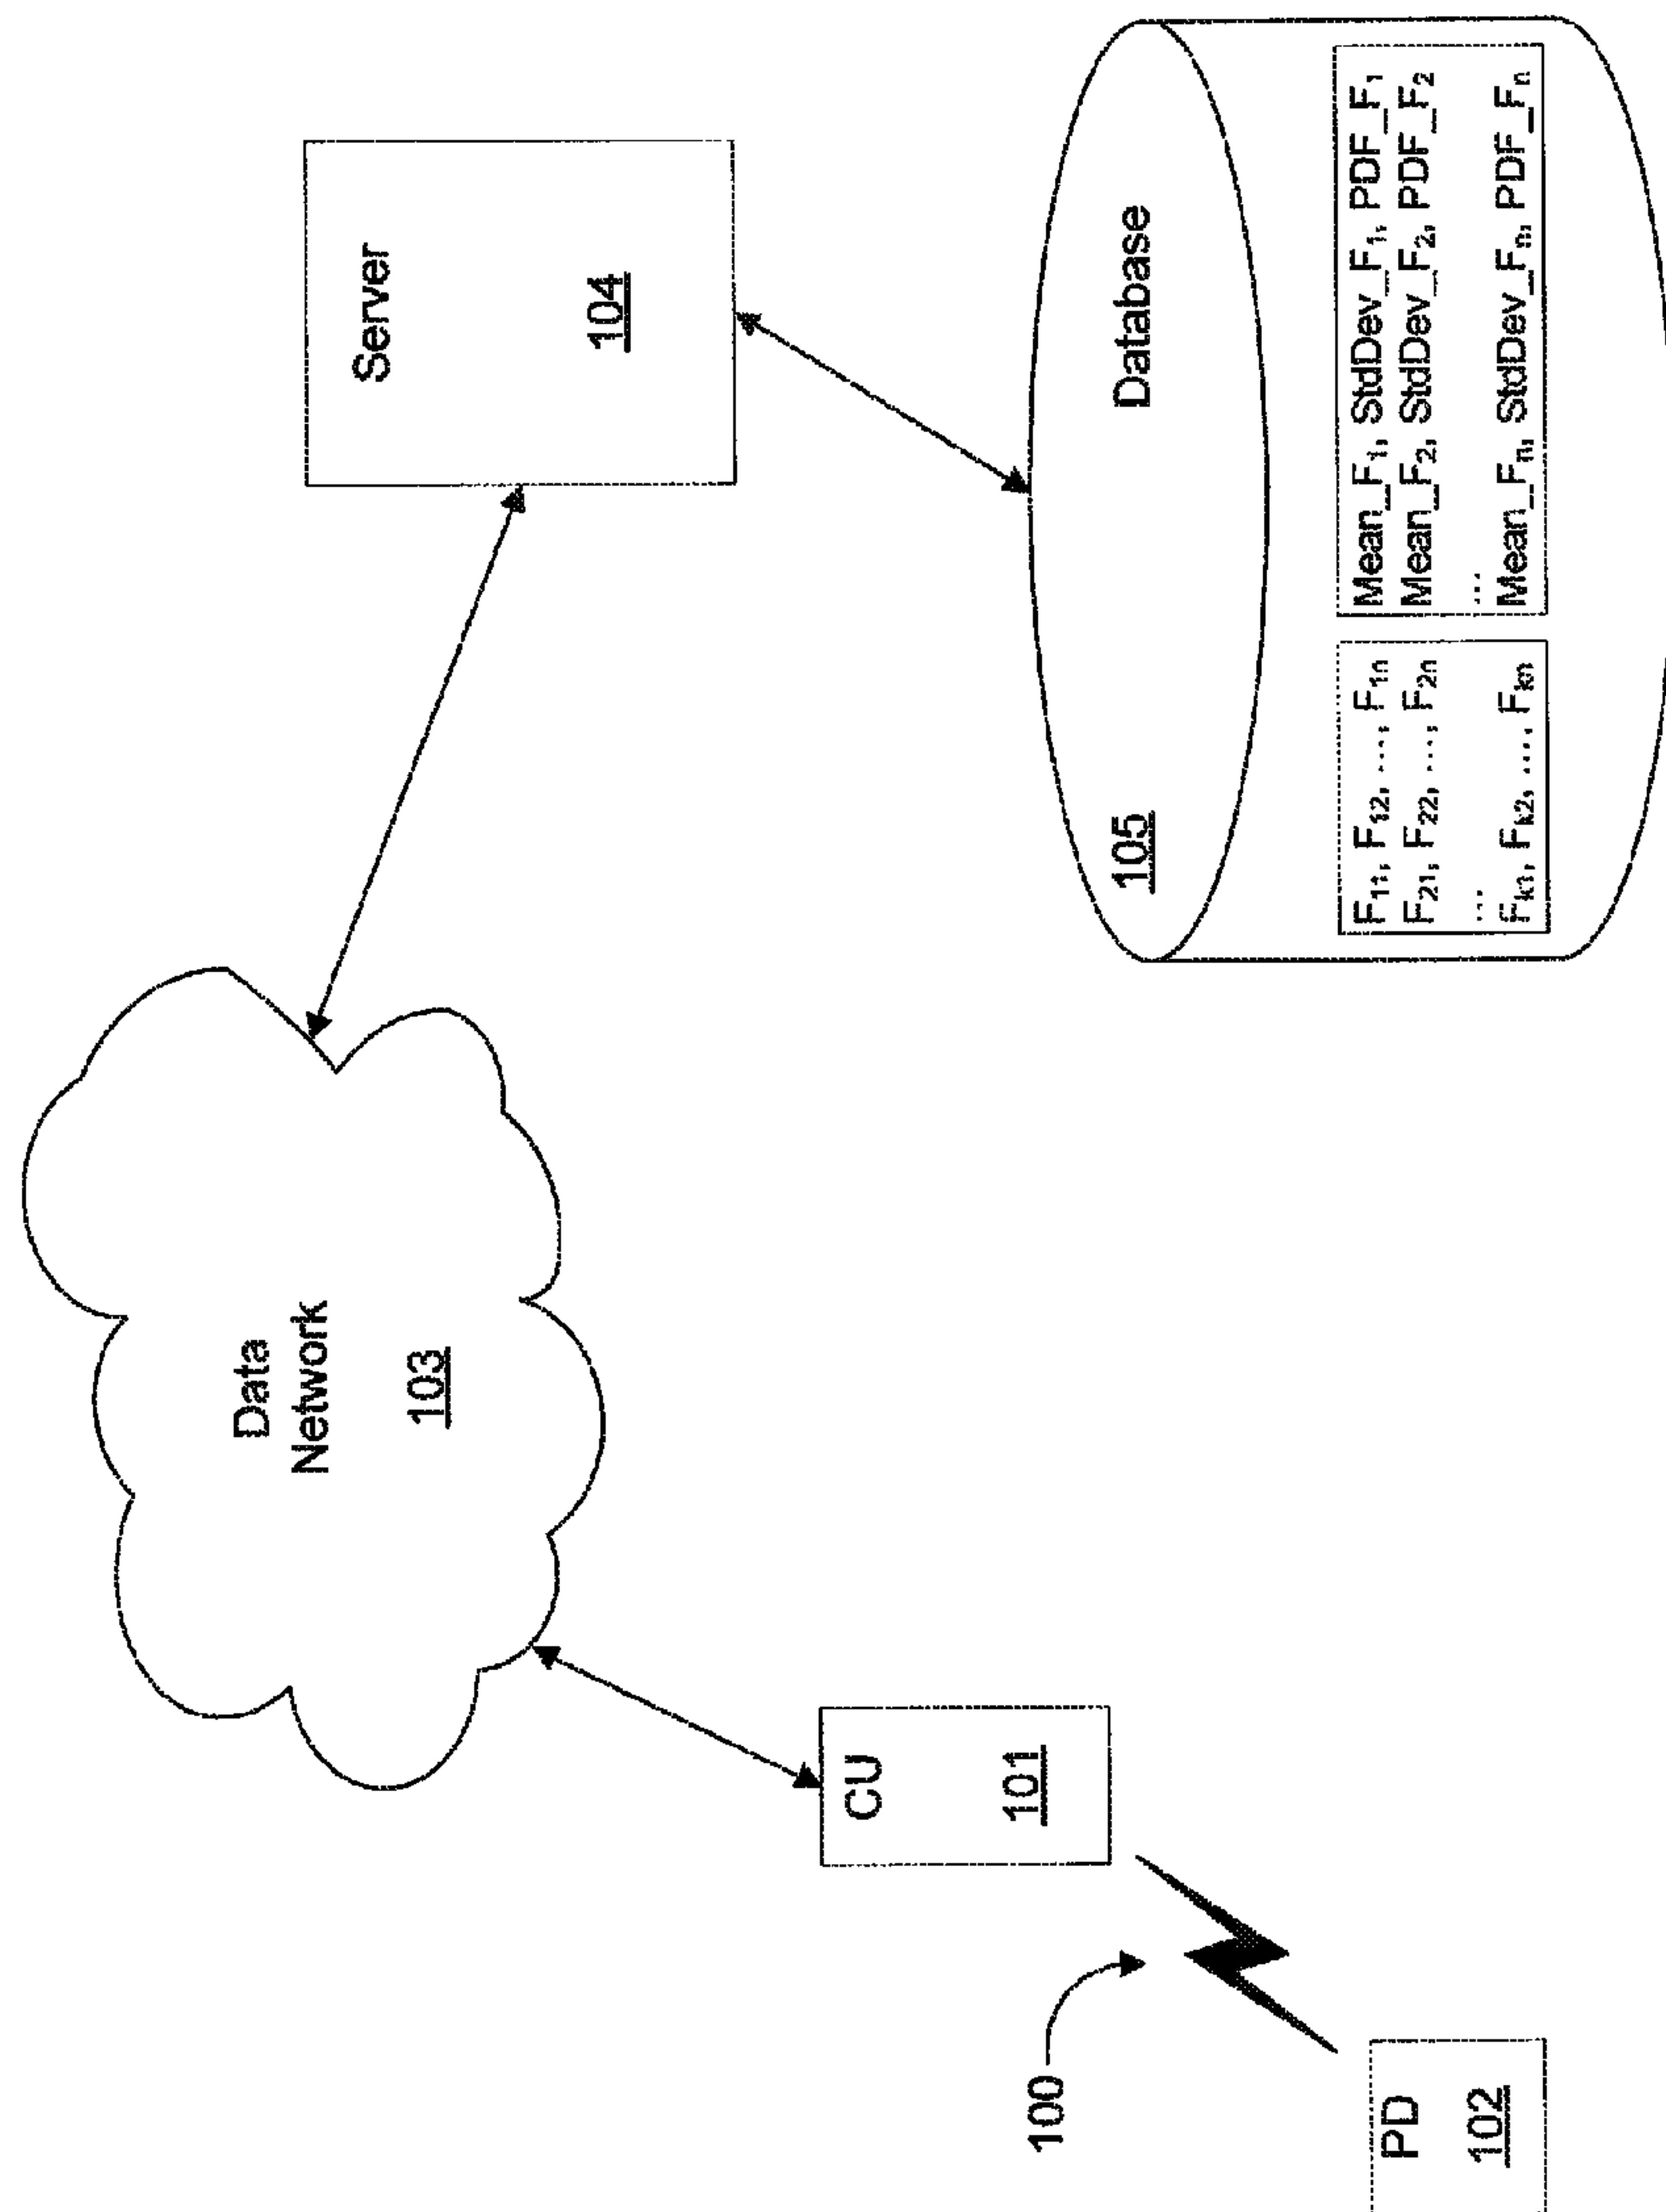 Data
Network
103
Server
104
CU
101
100
PD
102
105
Database
F₁₁, F₁₂, ..., F₁ₙ
F₂₁, F₂₂, ..., F₂ₙ
...
Fₖ₁, Fₖ₂, ..., Fₖₙ
Mean_F₁, StdDev_F₁, PDF_F₁
Mean_F₂, StdDev_F₂, PDF_F₂
...
Mean_Fₙ, StdDev_Fₙ, PDF_Fₙ